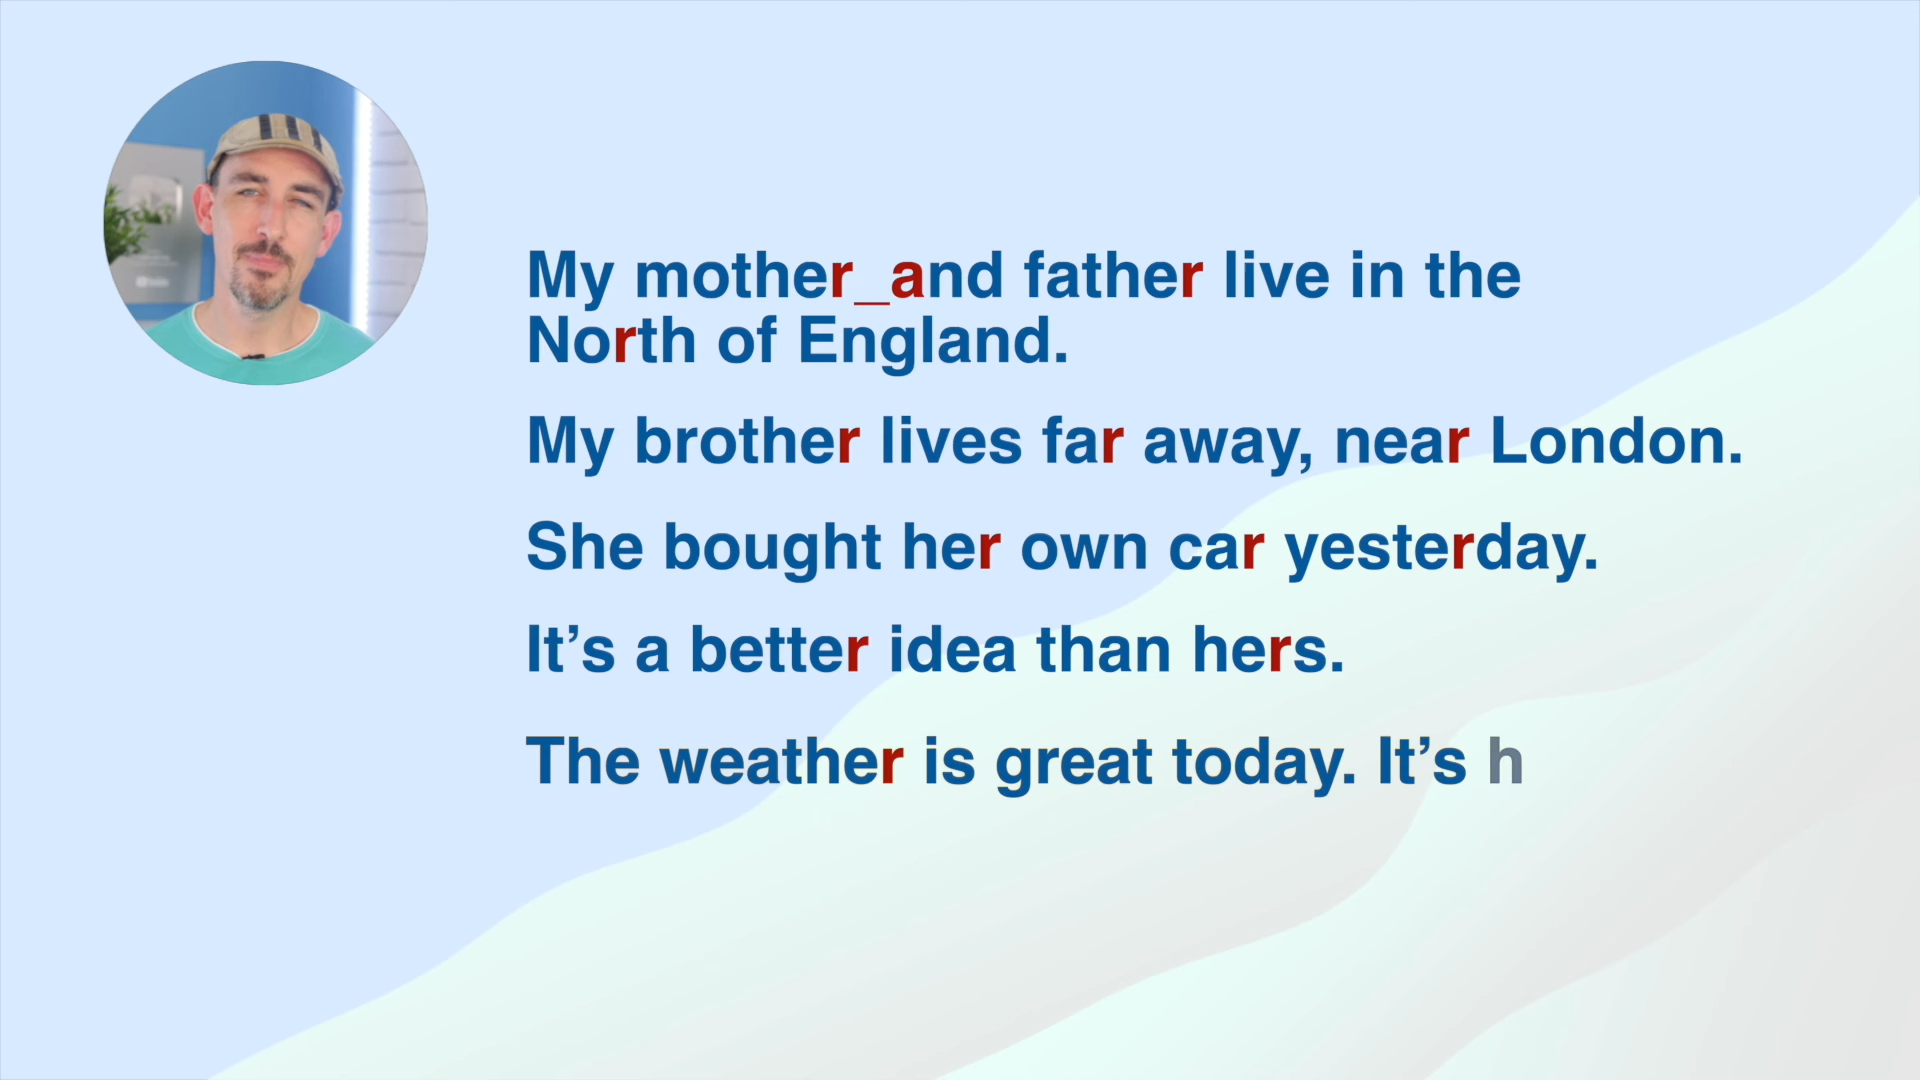 My mother_and father live in the
North of England.
My brother lives far away, near London.
She bought her own car yesterday.
It’s a better idea than hers.
The weather is great today. It’s h